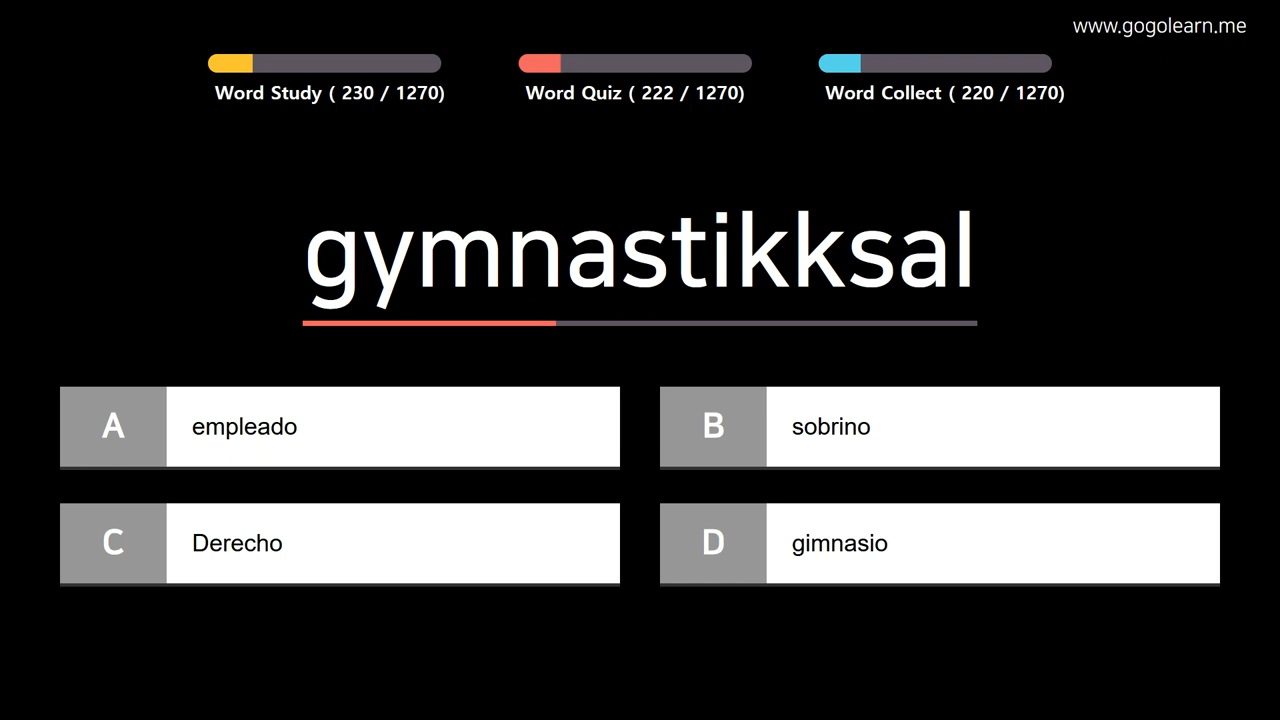 www.gogolearn.me
Word Study ( 230 / 1270)
Word Quiz ( 222 / 1270)
Word Collect ( 220 / 1270)
gymnastikksal
A empleado
B sobrino
C Derecho
D gimnasio